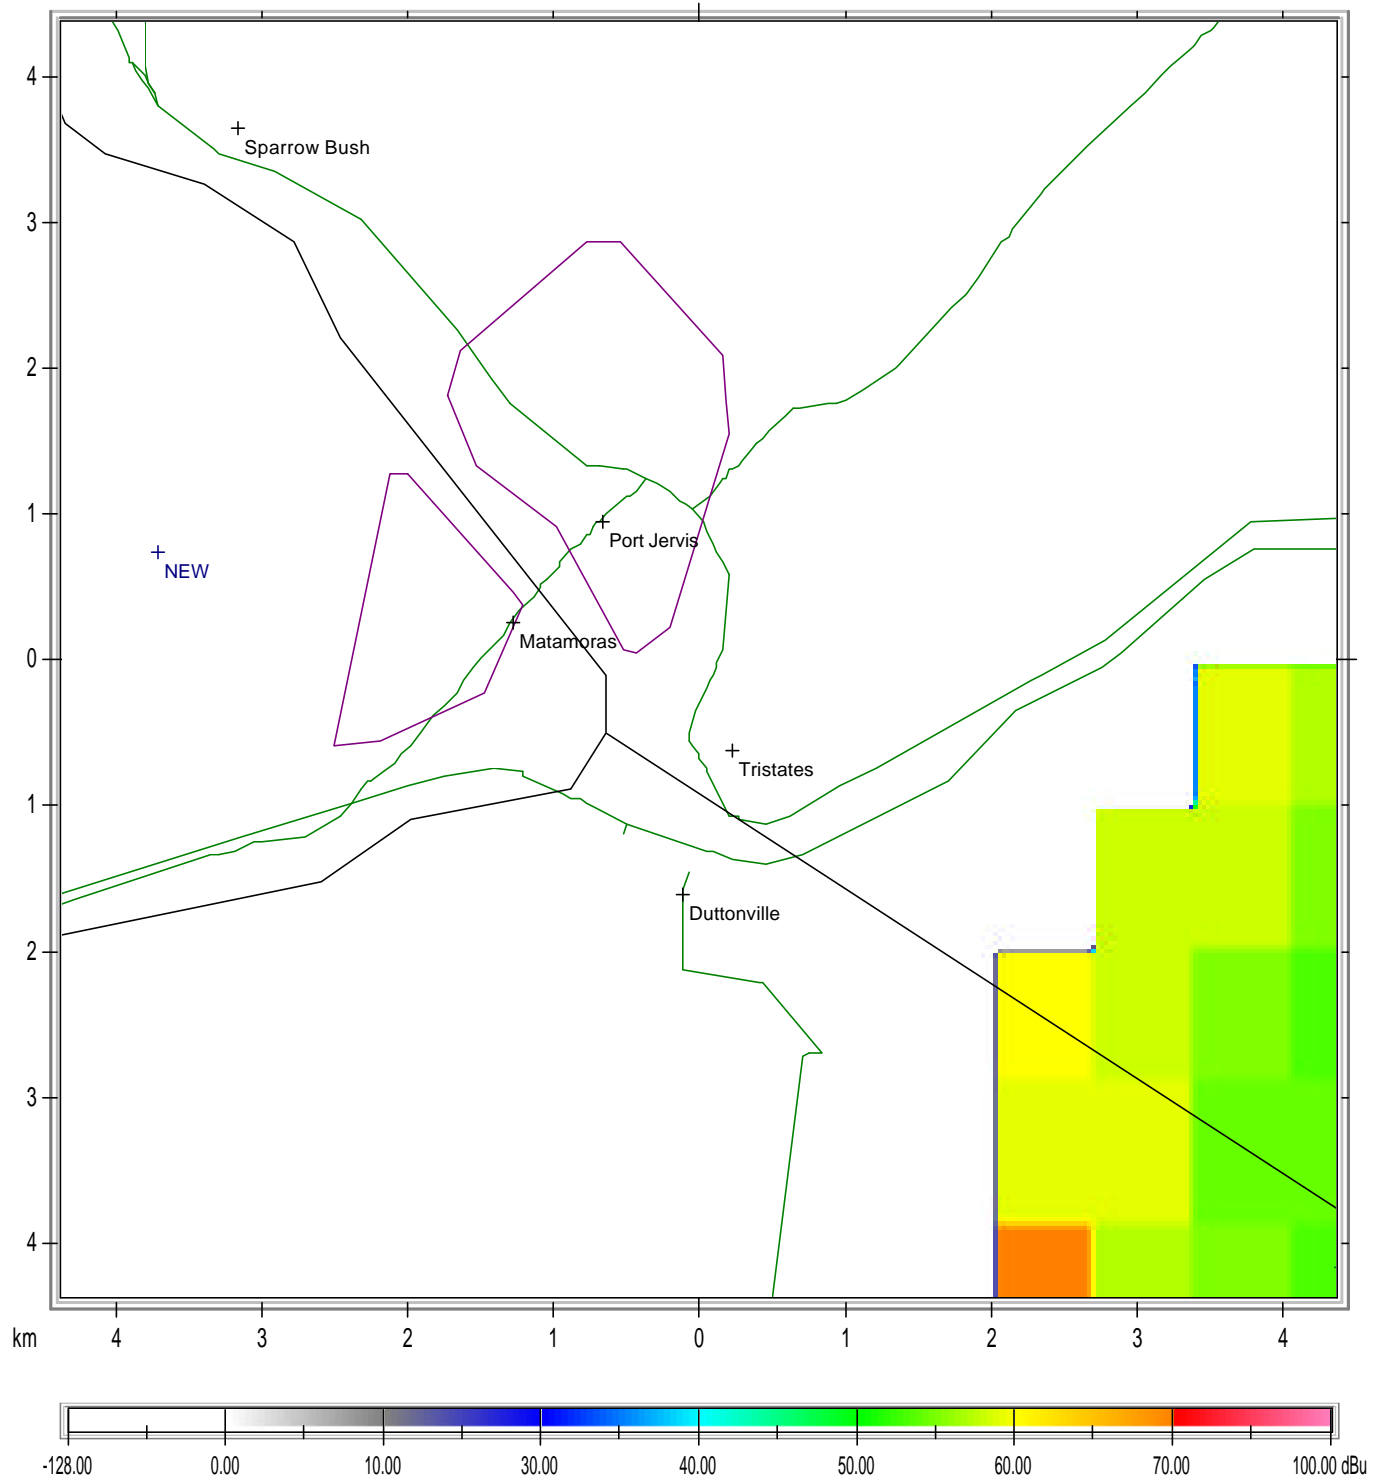 4
Sparrow Bush
3
2
1
Port Jervis
NEW
Matamoras
0
Tristates
1
Duttonville
2
3
4
km 4 3 2 1 0 1 2 3 4
-128.00 0.00 10.00 30.00 40.00 50.00 60.00 70.00 100.00 dBu